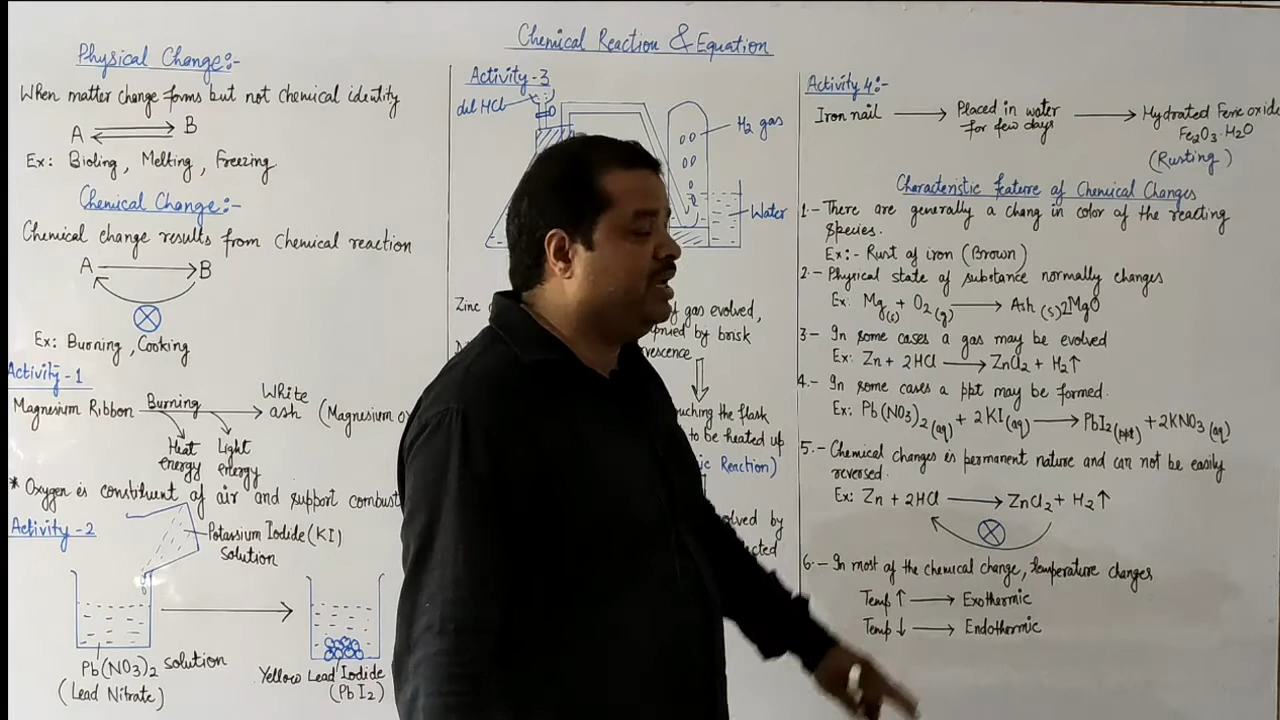 Chemical Reaction & Equation
Physical Change:-
When matter change forms but not chemical identity
A B
Ex: Bioling, Melting, Freezing
Chemical Change:-
Chemical change results from Chemical reaction
A B
Ex: Burning, Cooking
Activity-1
Magnesium Ribbon Burning White ash (Magnesium
Heat energy Light energy
* Oxygen is constituent of air and support
Activity-2
Potassium Iodide (KI) Solution
Pb(NO3)2 solution
(Lead Nitrate)
Yellow Lead Iodide
(PbI2)
Activity-3
dil HCl
H2 gas
Water
Zinc
gas evolved,
by brisk
the flask
to be heated up
Reaction)
by
Activity 4:-
Iron nail → Placed in water for few days → Hydrated Ferric oxide
Fe2O3·H2O
(Rusting)
Characteristic feature of Chemical Changes
1.- There are generally a chang in color of the reacting
species.
Ex:- Rust of iron (Brown)
2.- Physical state of substance normally changes
Ex: Mg(s) + O2(g) → Ash(s) 2MgO
3- In some cases a gas may be evolved
Ex: Zn + 2HCl → ZnCl2 + H2↑
4.- In some cases a ppt may be formed.
Ex: Pb(NO3)2(aq) + 2KI(aq) → PbI2(ppt) + 2KNO3(aq)
5.- Chemical changes is permanent nature and can not be easily
reversed.
Ex: Zn + 2HCl → ZnCl2 + H2↑
6.- In most of the chemical change, temperature changes
Temp ↑ → Exothermic
Temp ↓ → Endothermic